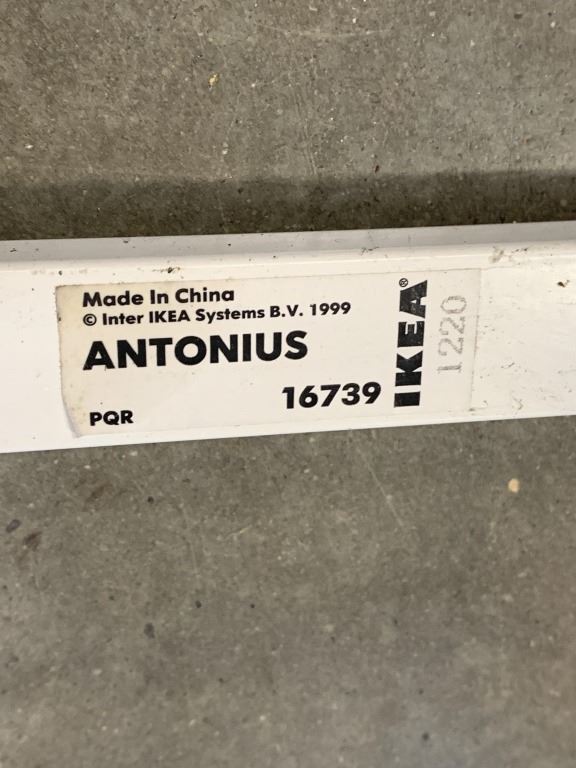 Made In China
© Inter IKEA Systems B.V. 1999
ANTONIUS
16739
PQR
IKEA®
1220